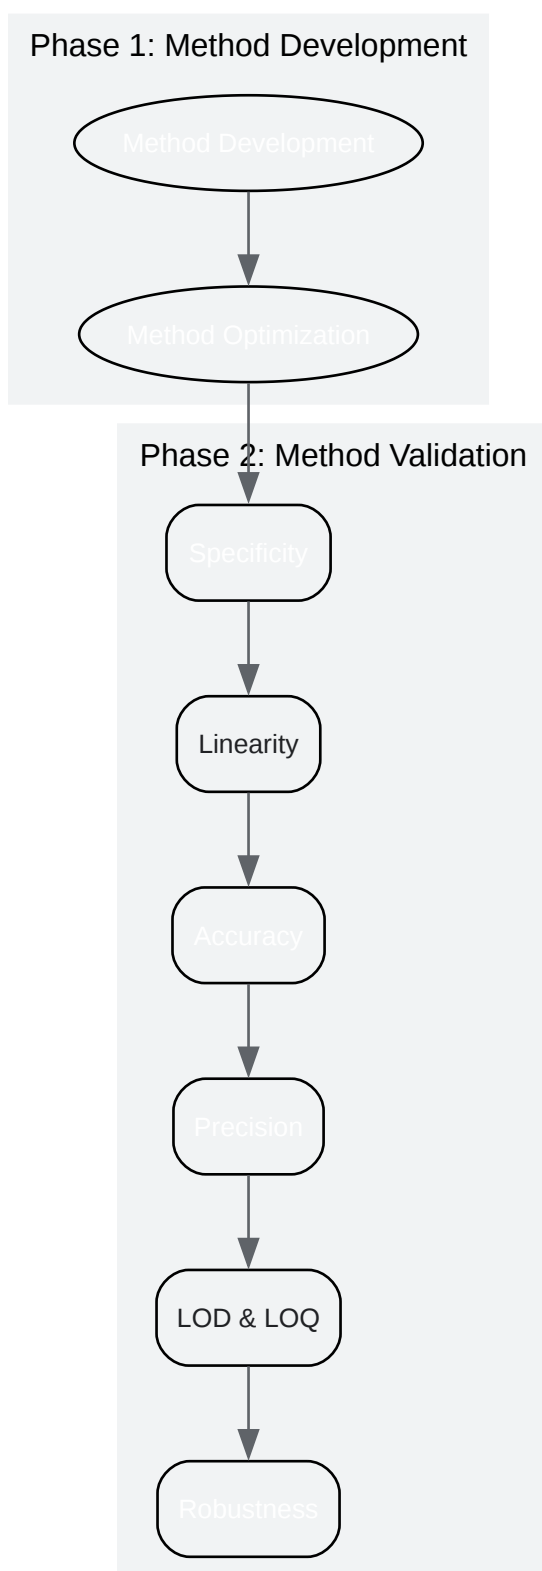 Phase 1: Method Development
Method Development
Method Optimization
Phase 2: Method Validation
Specificity
Linearity
Accuracy
Precision
LOD & LOQ
Robustness